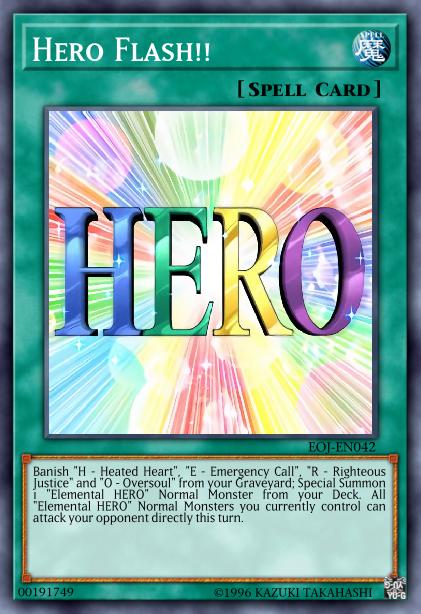 Hero Flash!!
SPELL
魔
[Spell Card]
HERO
EOJ-EN042
Banish "H - Heated Heart", "E - Emergency Call", "R - Righteous
Justice" and "O - Oversoul" from your Graveyard; Special Summon
1 "Elemental HERO" Normal Monster from your Deck. All
"Elemental HERO" Normal Monsters you currently control can
attack your opponent directly this turn.
00191749
©1996 KAZUKI TAKAHASHI